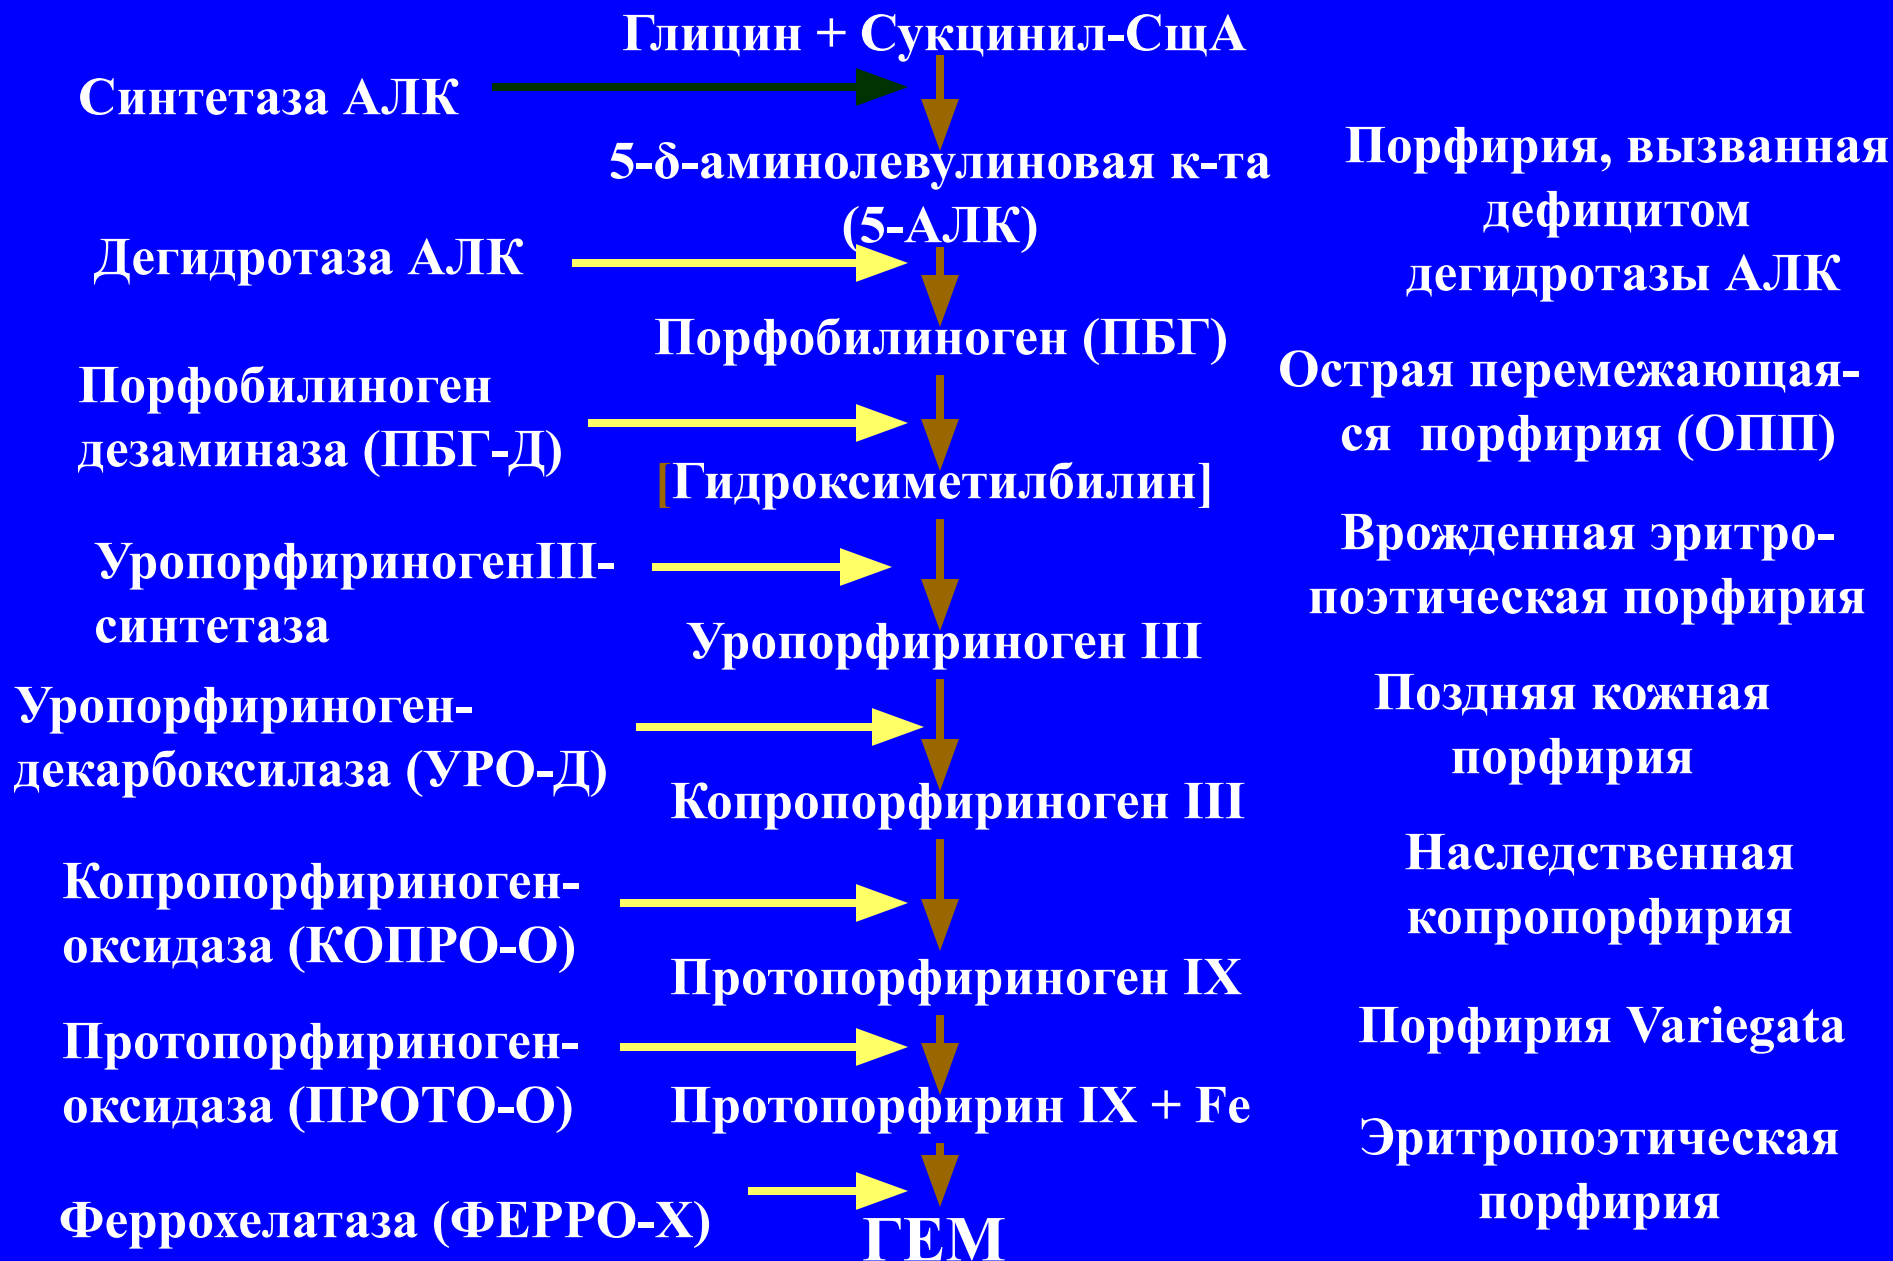 Глицин + Сукцинил-СщА
Синтетаза АЛК
5-δ-аминолевулиновая к-та
(5-АЛК)
Порфирия, вызванная
дефицитом
дегидротазы АЛК
Дегидротаза АЛК
Порфобилиноген (ПБГ)
Порфобилиноген
дезаминаза (ПБГ-Д)
Острая перемежающая-
ся порфирия (ОПП)
[Гидроксиметилбилин]
УропорфириногенIII-
синтетаза
Врожденная эритро-
поэтическая порфирия
Уропорфириноген III
Уропорфириноген-
декарбоксилаза (УРО-Д)
Поздняя кожная
порфирия
Копропорфириноген III
Копропорфириноген-
оксидаза (КОПРО-О)
Наследственная
копропорфирия
Протопорфириноген IX
Протопорфириноген-
оксидаза (ПРОТО-О)
Порфирия Variegata
Протопорфирин IX + Fe
Феррохелатаза (ФЕРРО-Х)
Эритропоэтическая
порфирия
ГЕМ